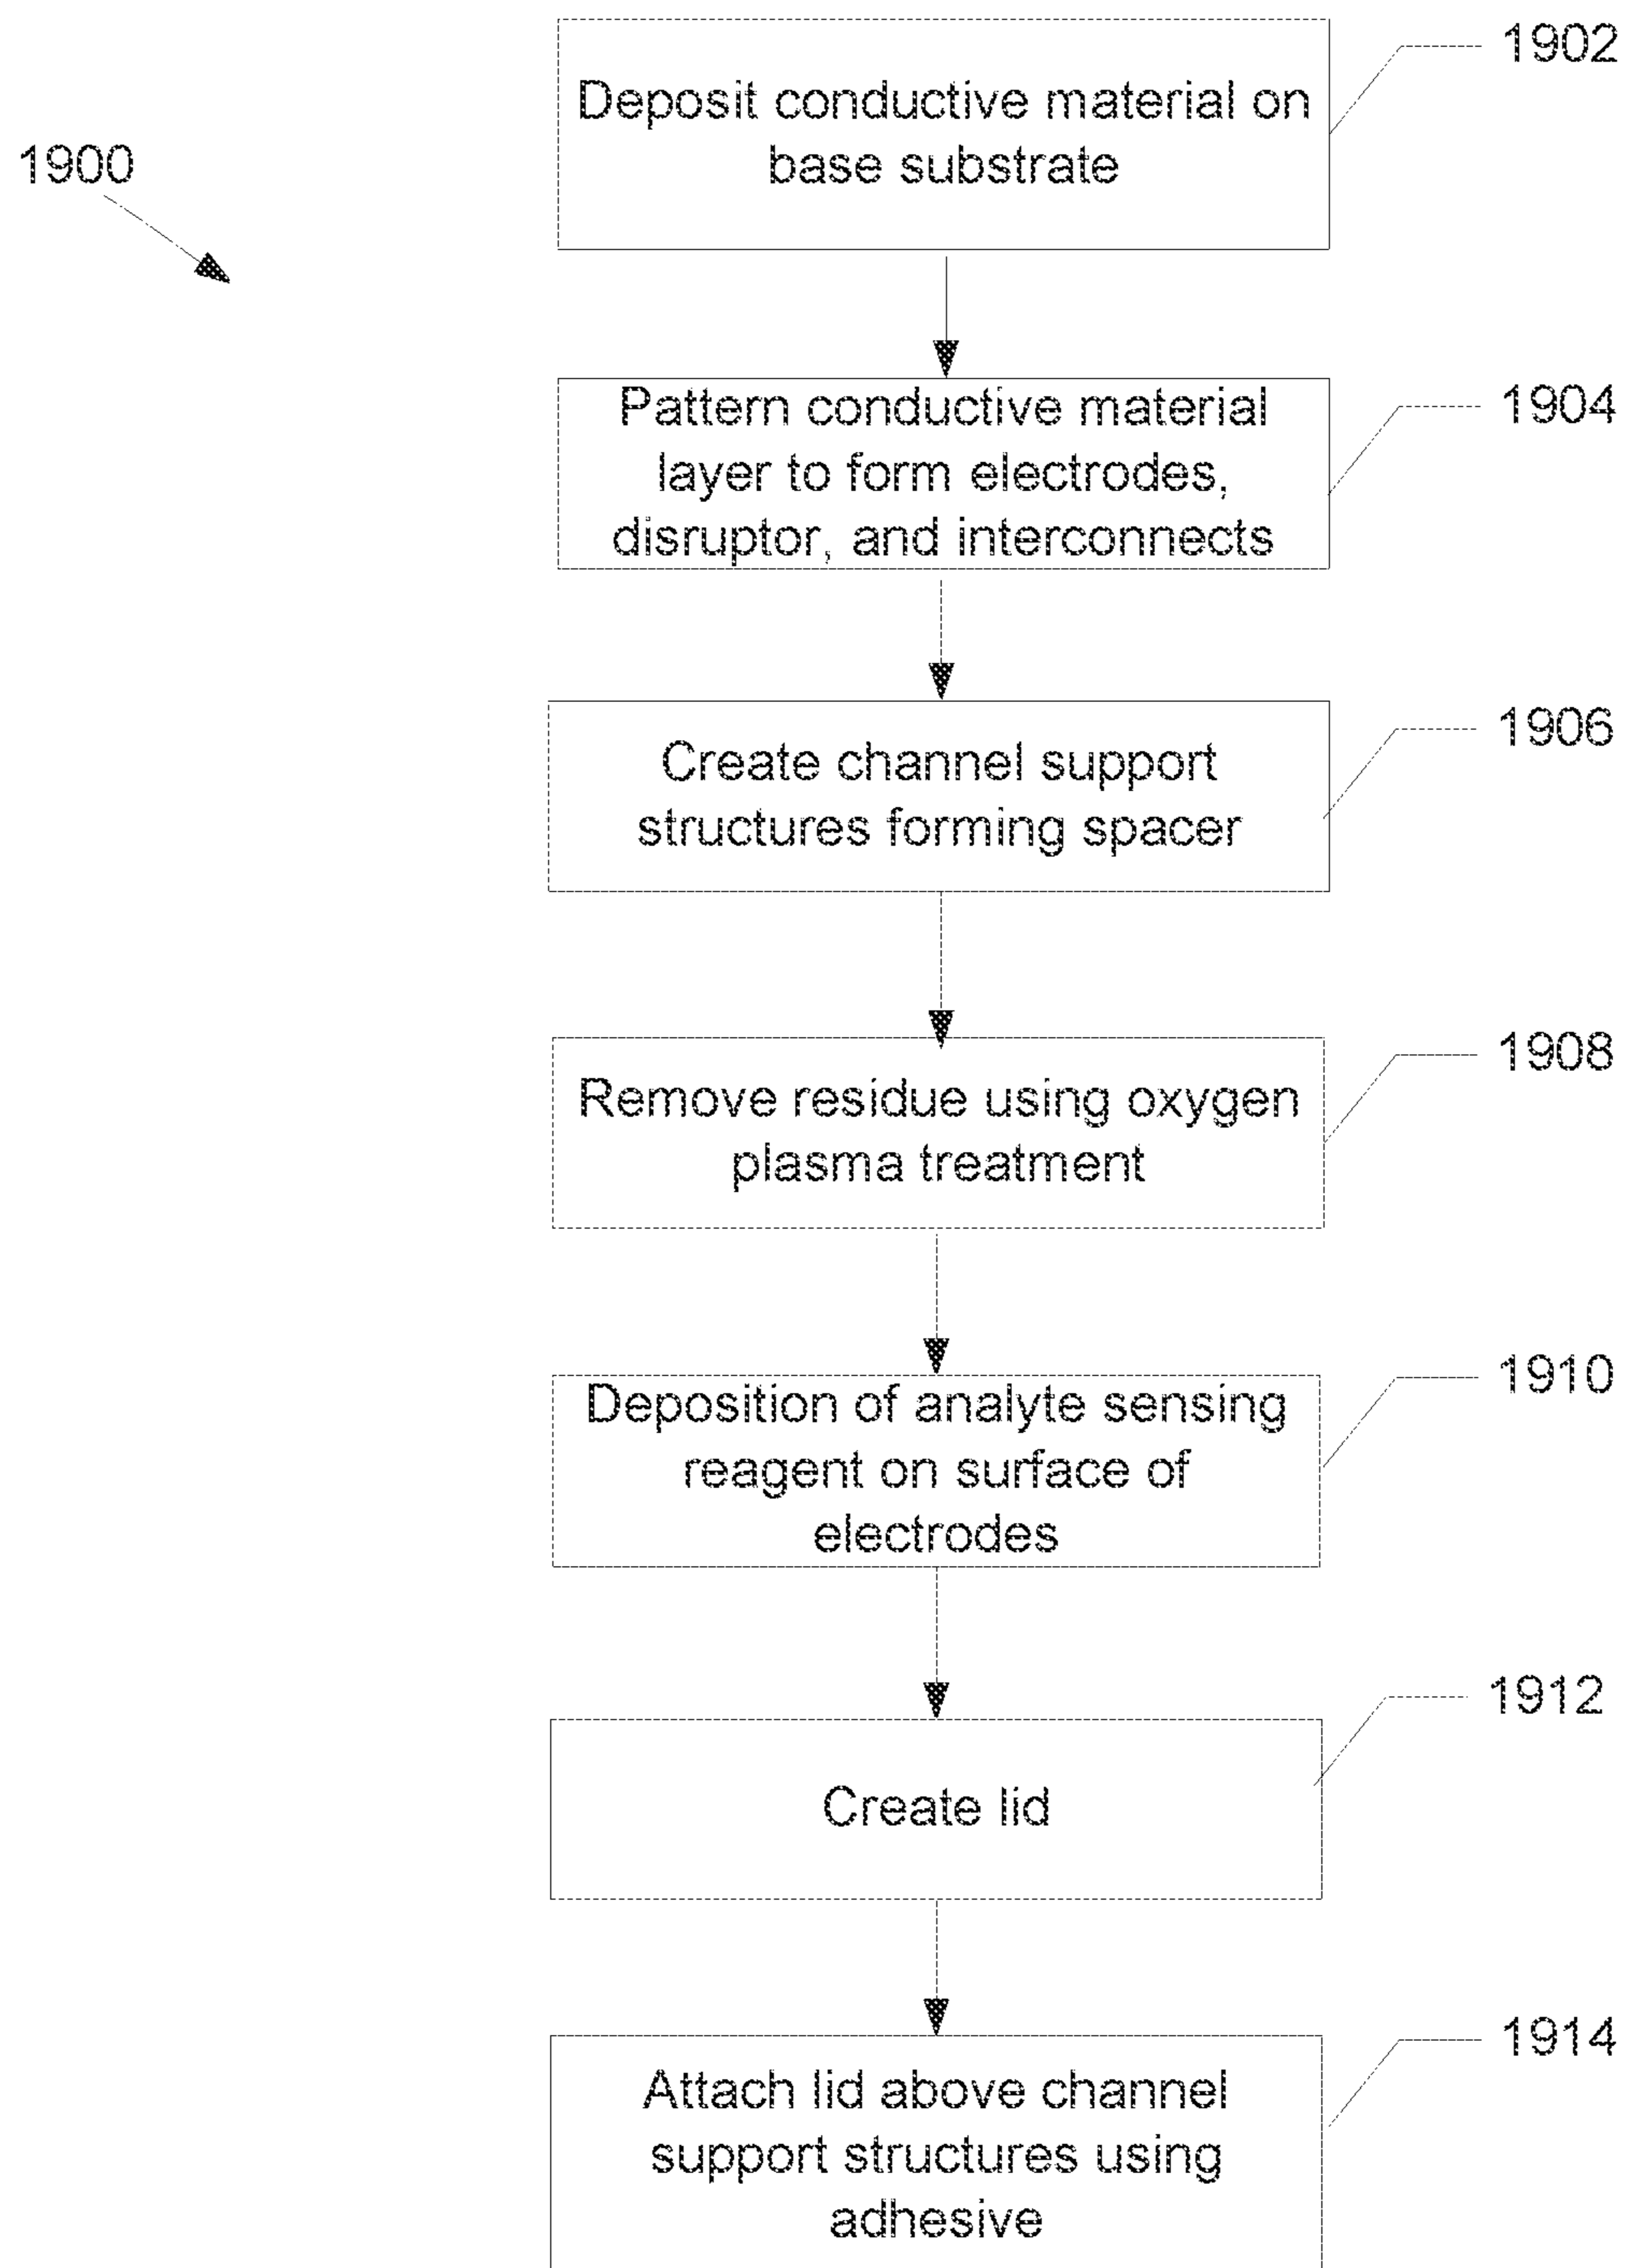 1902
Deposit conductive material on
base substrate
1900
1904
Pattern conductive material
layer to form electrodes,
disruptor, and interconnects
1906
Create channel support
structures forming spacer
1908
Remove residue using oxygen
plasma treatment
1910
Deposition of analyte sensing
reagent on surface of
electrodes
1912
Create lid
1914
Attach lid above channel
support structures using
adhesive